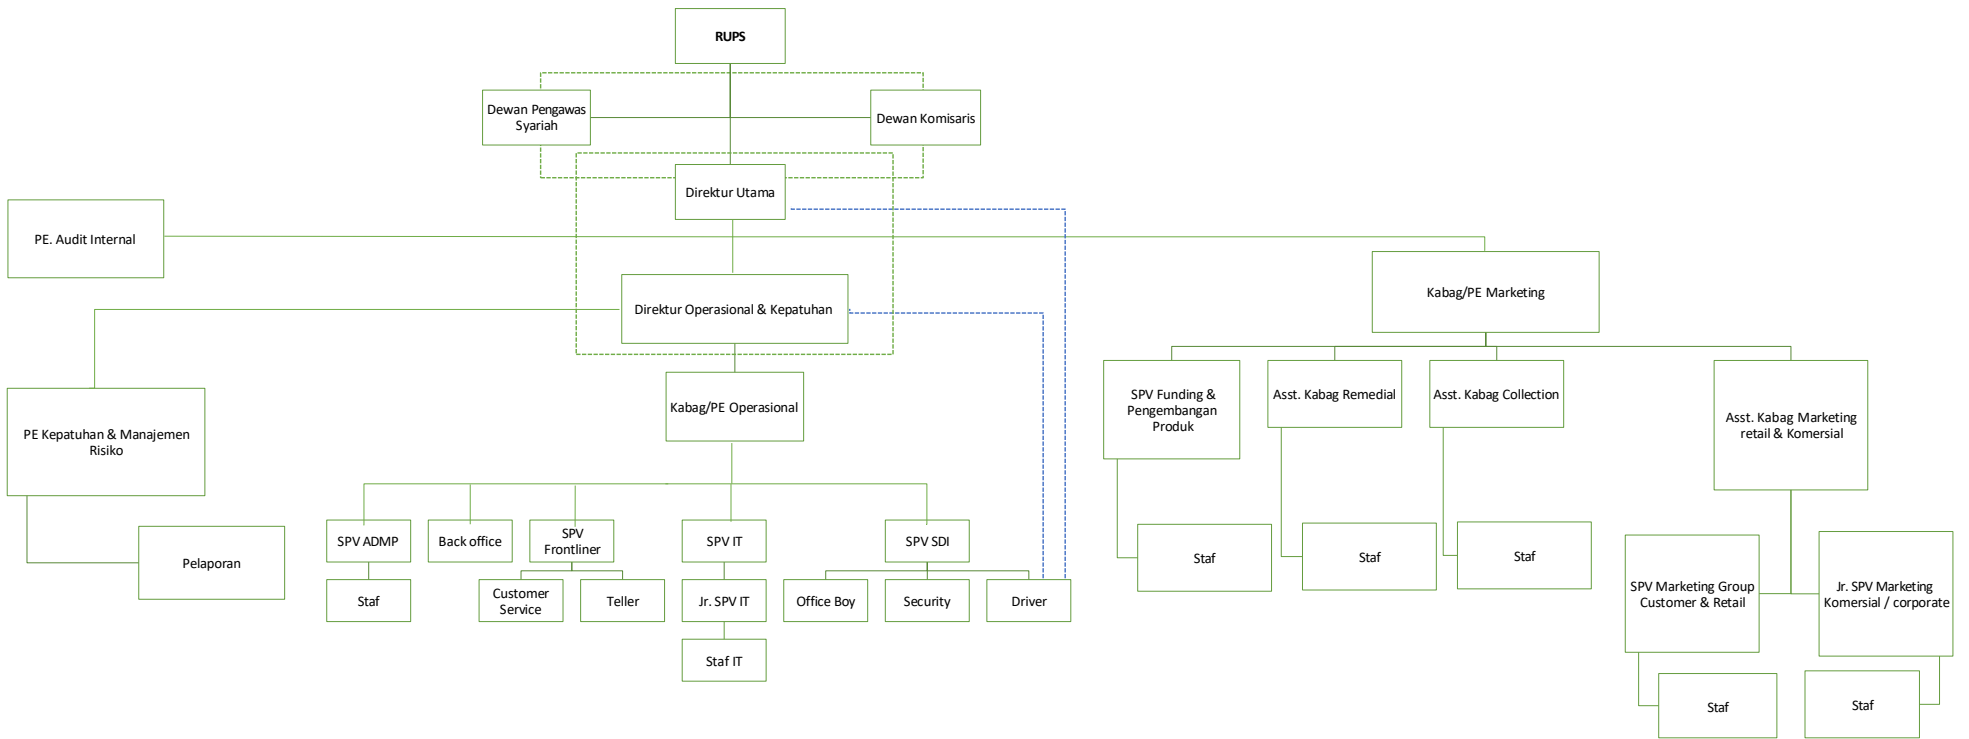 RUPS
Dewan Pengawas
Syariah
Dewan Komisaris
Direktur Utama
PE. Audit Internal
Direktur Operasional & Kepatuhan
Kabag/PE Marketing
Kabag/PE Operasional
PE Kepatuhan & Manajemen
Risiko
SPV Funding &
Pengembangan
Produk
Asst. Kabag Remedial
Asst. Kabag Collection
Asst. Kabag Marketing
retail & Komersial
Pelaporan
SPV ADMP
Back office
SPV
Frontliner
SPV IT
SPV SDI
Staf
Staf
Staf
Staf
Customer
Service
Teller
Jr. SPV IT
Office Boy
Security
Driver
SPV Marketing Group
Customer & Retail
Jr. SPV Marketing
Komersial / corporate
Staf IT
Staf
Staf